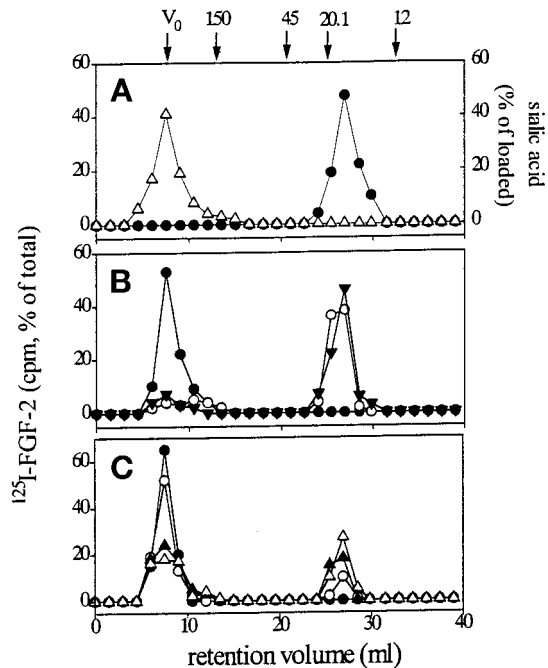 V0 150 45 20.1 12
A
60
40
20
0
60
40
20
0
sialic acid
(% of loaded)
B
40
20
0
125I-FGF-2 (cpm, % of total)
C
60
40
20
0
0 10 20 30 40
retention volume (ml)